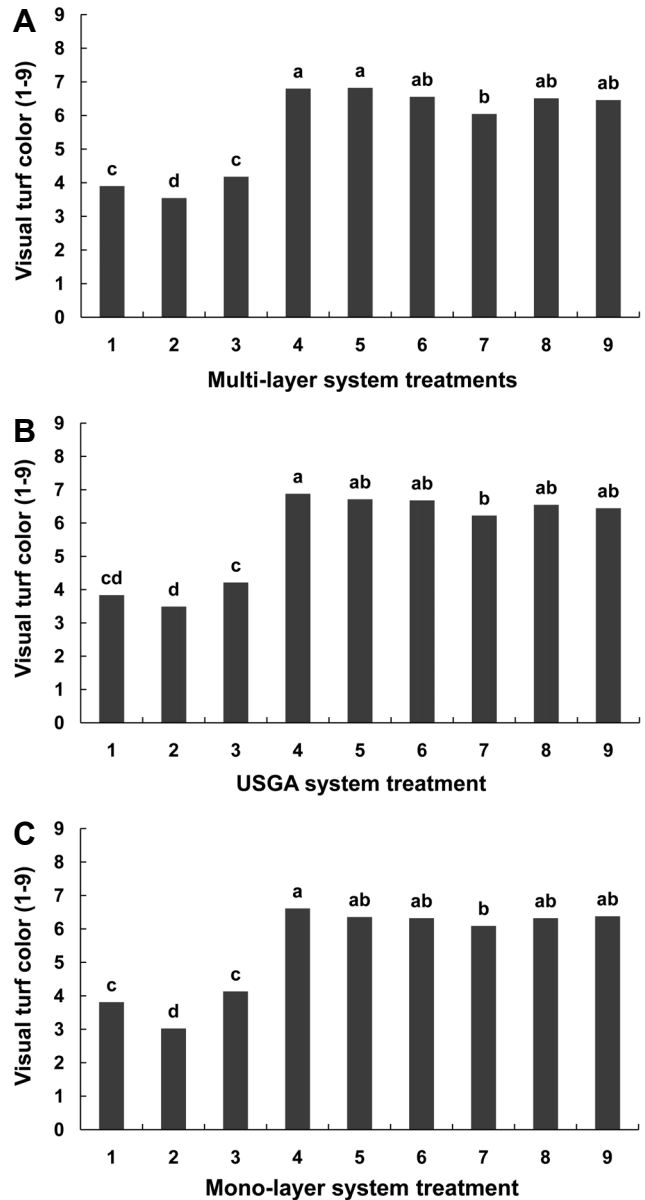 A
Visual turf color (1-9)
9
8
7
6
5
4
3
2
1
0
c d c a a ab b ab ab
1 2 3 4 5 6 7 8 9
Multi-layer system treatments
B
Visual turf color (1-9)
9
8
7
6
5
4
3
2
1
0
cd d c a ab ab b ab ab
1 2 3 4 5 6 7 8 9
USGA system treatment
C
Visual turf color (1-9)
9
8
7
6
5
4
3
2
1
0
c d c a ab ab b ab ab
1 2 3 4 5 6 7 8 9
Mono-layer system treatment